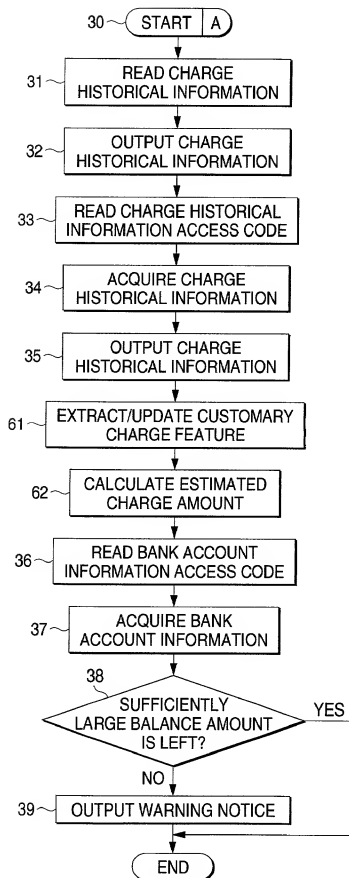 30 START A
31 READ CHARGE
HISTORICAL INFORMATION
32 OUTPUT CHARGE
HISTORICAL INFORMATION
33 READ CHARGE HISTORICAL
INFORMATION ACCESS CODE
34 ACQUIRE CHARGE
HISTORICAL INFORMATION
35 OUTPUT CHARGE
HISTORICAL INFORMATION
61 EXTRACT/UPDATE CUSTOMARY
CHARGE FEATURE
62 CALCULATE ESTIMATED
CHARGE AMOUNT
36 READ BANK ACCOUNT
INFORMATION ACCESS CODE
37 ACQUIRE BANK
ACCOUNT INFORMATION
38
SUFFICIENTLY
LARGE BALANCE AMOUNT
IS LEFT?
YES
NO
39 OUTPUT WARNING NOTICE
END